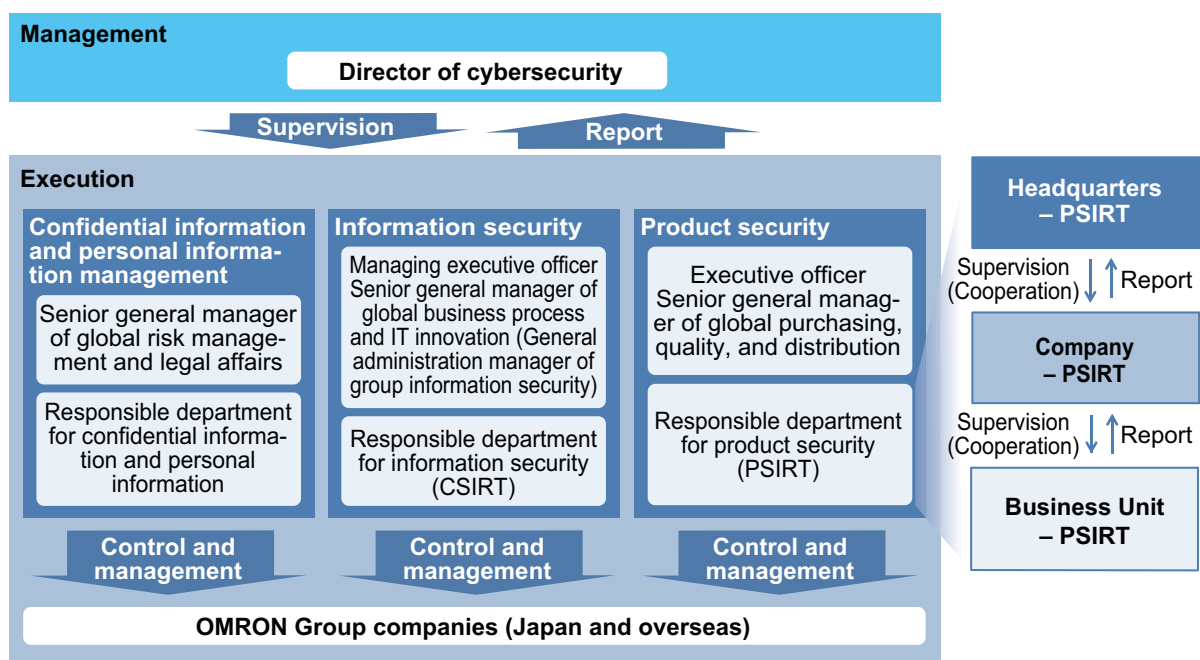 Management
Director of cybersecurity
Supervision
Report
Execution
Confidential information
and personal informa-
tion management
Senior general manager
of global risk manage-
ment and legal affairs
Responsible department
for confidential informa-
tion and personal
information
Information security
Managing executive officer
Senior general manager of
global business process
and IT innovation (General
administration manager of
group information security)
Responsible department
for information security
(CSIRT)
Product security
Executive officer
Senior general manag-
er of global purchasing,
quality, and distribution
Responsible department
for product security
(PSIRT)
Control and
management
Control and
management
Control and
management
OMRON Group companies (Japan and overseas)
Headquarters
– PSIRT
Supervision
(Cooperation)
Report
Company
– PSIRT
Supervision
(Cooperation)
Report
Business Unit
– PSIRT